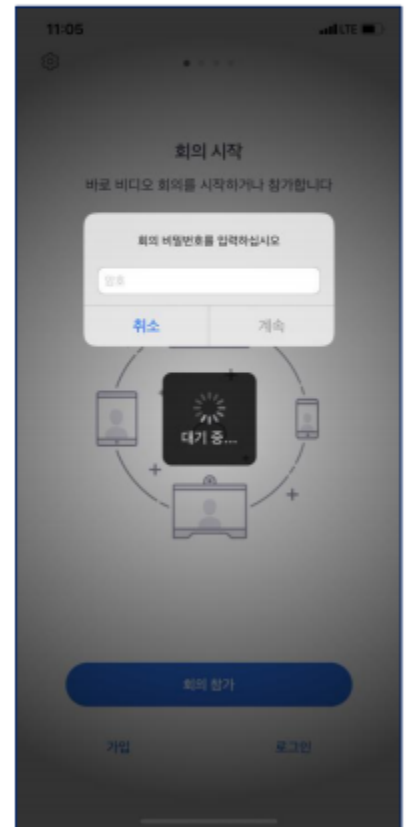 11:05
LTE
회의 시작
바로 비디오 회의를 시작하거나 참가합니다
회의 비밀번호를 입력하십시오
암호
취소
계속
대기 중...
회의 참가
가입
로그인